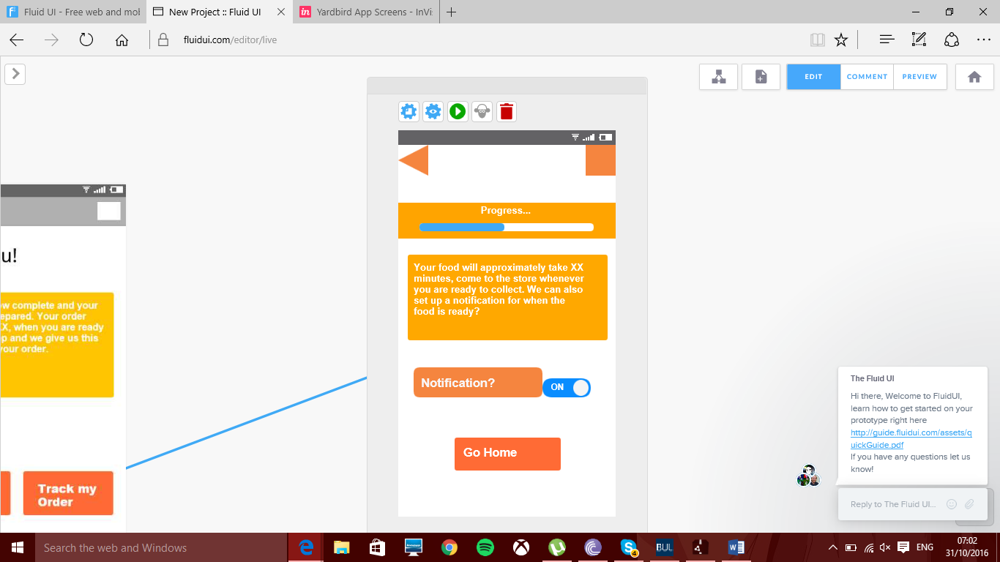 Fluid UI - Free web and mob
New Project :: Fluid UI
Yardbird App Screens - InVis
fluidui.com/editor/live
EDIT
COMMENT
PREVIEW
u!
ow complete and your
epared. Your order
XX, when you are ready
p and we give us this
your order.
Track my
Order
Progress...
Your food will approximately take XX
minutes, come to the store whenever
you are ready to collect. We can also
set up a notification for when the
food is ready?
Notification?
ON
Go Home
The Fluid UI
Hi there, Welcome to FluidUI,
learn how to get started on your
prototype right here
http://guide.fluidui.com/assets/q
uickGuide.pdf
If you have any questions let us
know!
Reply to The Fluid UI...
Search the web and Windows
4
BUL
ENG
07:02
31/10/2016